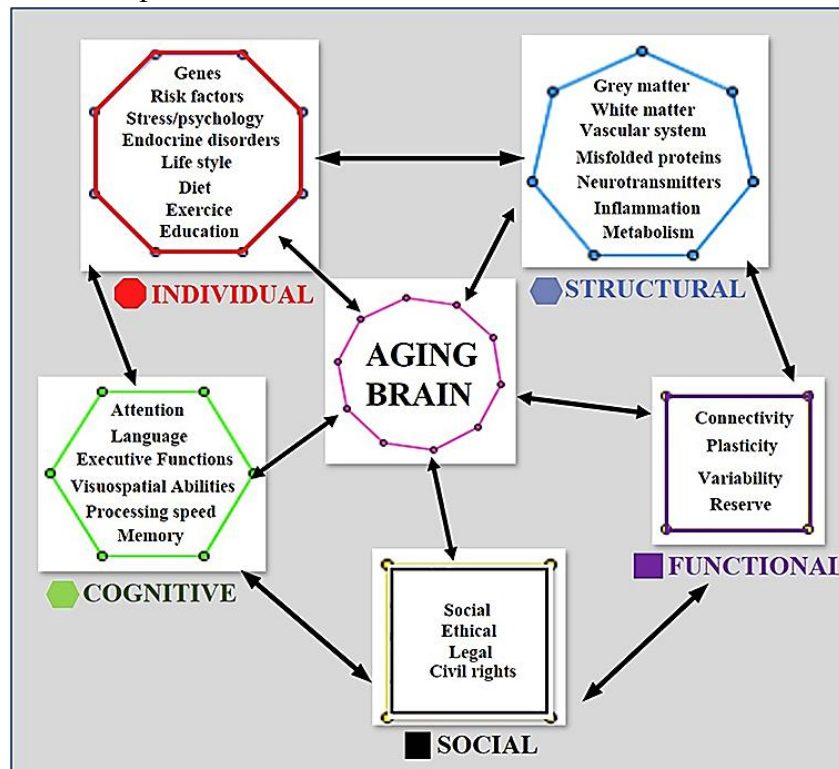 Genes
Risk factors
Stress/psychology
Endocrine disorders
Life style
Diet
Exercice
Education
INDIVIDUAL
Grey matter
White matter
Vascular system
Misfolded proteins
Neurotransmitters
Inflammation
Metabolism
STRUCTURAL
AGING
BRAIN
Attention
Language
Executive Functions
Visuospatial Abilities
Processing speed
Memory
COGNITIVE
Connectivity
Plasticity
Variability
Reserve
FUNCTIONAL
Social
Ethical
Legal
Civil rights
SOCIAL